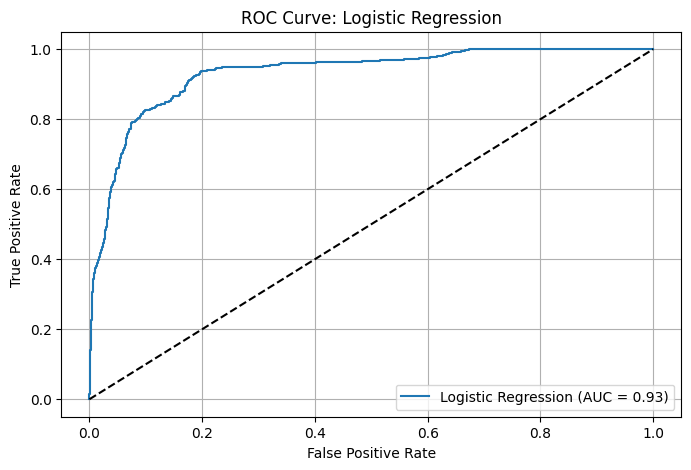 ROC Curve: Logistic Regression
True Positive Rate
1.0
0.8
0.6
0.4
0.2
0.0
0.0 0.2 0.4 0.6 0.8 1.0
False Positive Rate
Logistic Regression (AUC = 0.93)